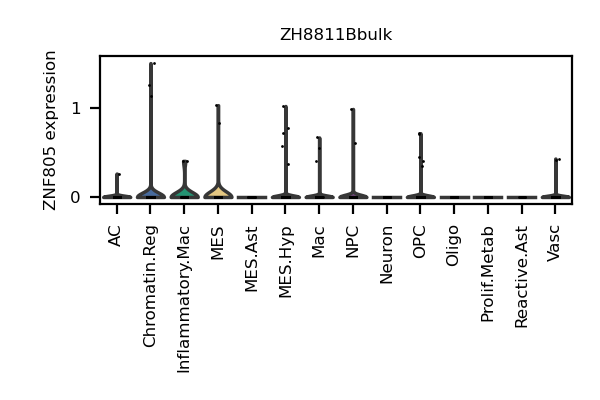 ZH8811Bbulk
ZNF805 expression
1
0
AC
Chromatin.Reg
Inflammatory.Mac
MES
MES.Ast
MES.Hyp
Mac
NPC
Neuron
OPC
Oligo
Prolif.Metab
Reactive.Ast
Vasc